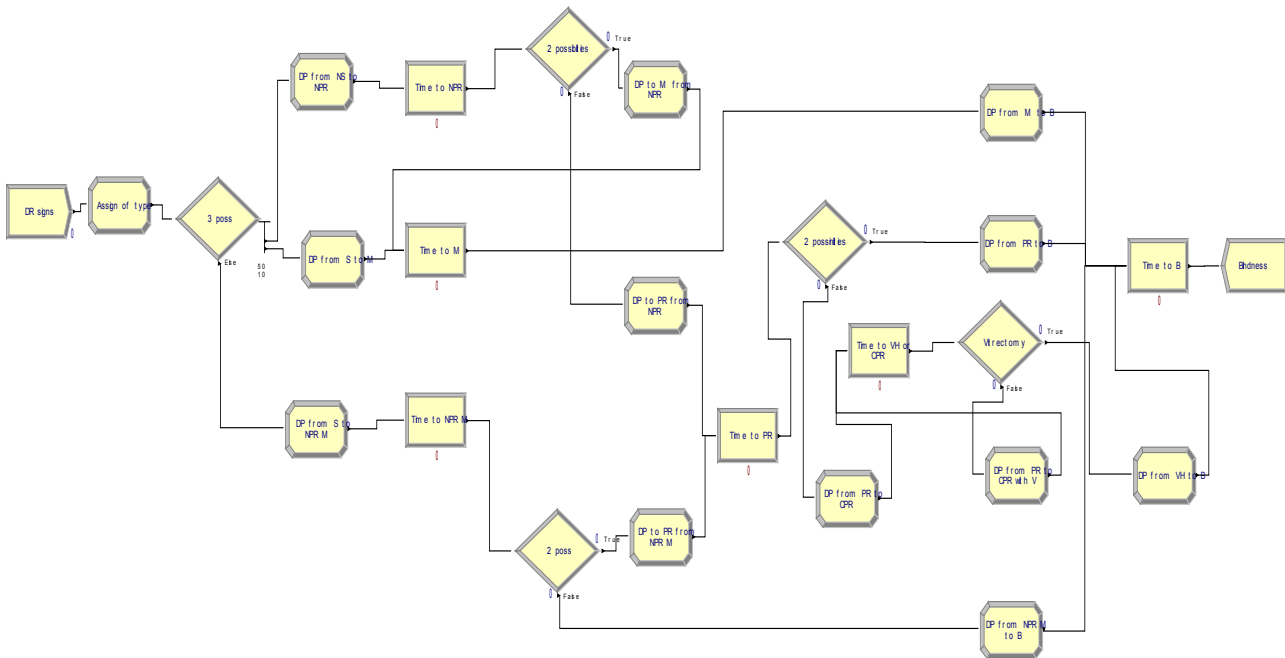 2 possibilties
0 True
0 False
DP from NS to
NPR
Time to NPR
0
DP to M from
NPR
DP from M to B
DR signs
0
Assign of type
3 poss
Else
50
10
DP from S to M
Time to M
0
2 possinlties
0 True
0 False
DP from PR to B
Time to B
0
Blindness
DP to PR from
NPR
Time to VH or
CPR
0
Vitrectomy
0 True
0 False
DP from S to
NPR M
Time to NPR M
0
Time to PR
0
DP from PR to
CPR
DP from PR to
CPR with V
DP from VH to B
2 poss
0 True
0 False
DP to PR from
NPR M
DP from NPR M
to B